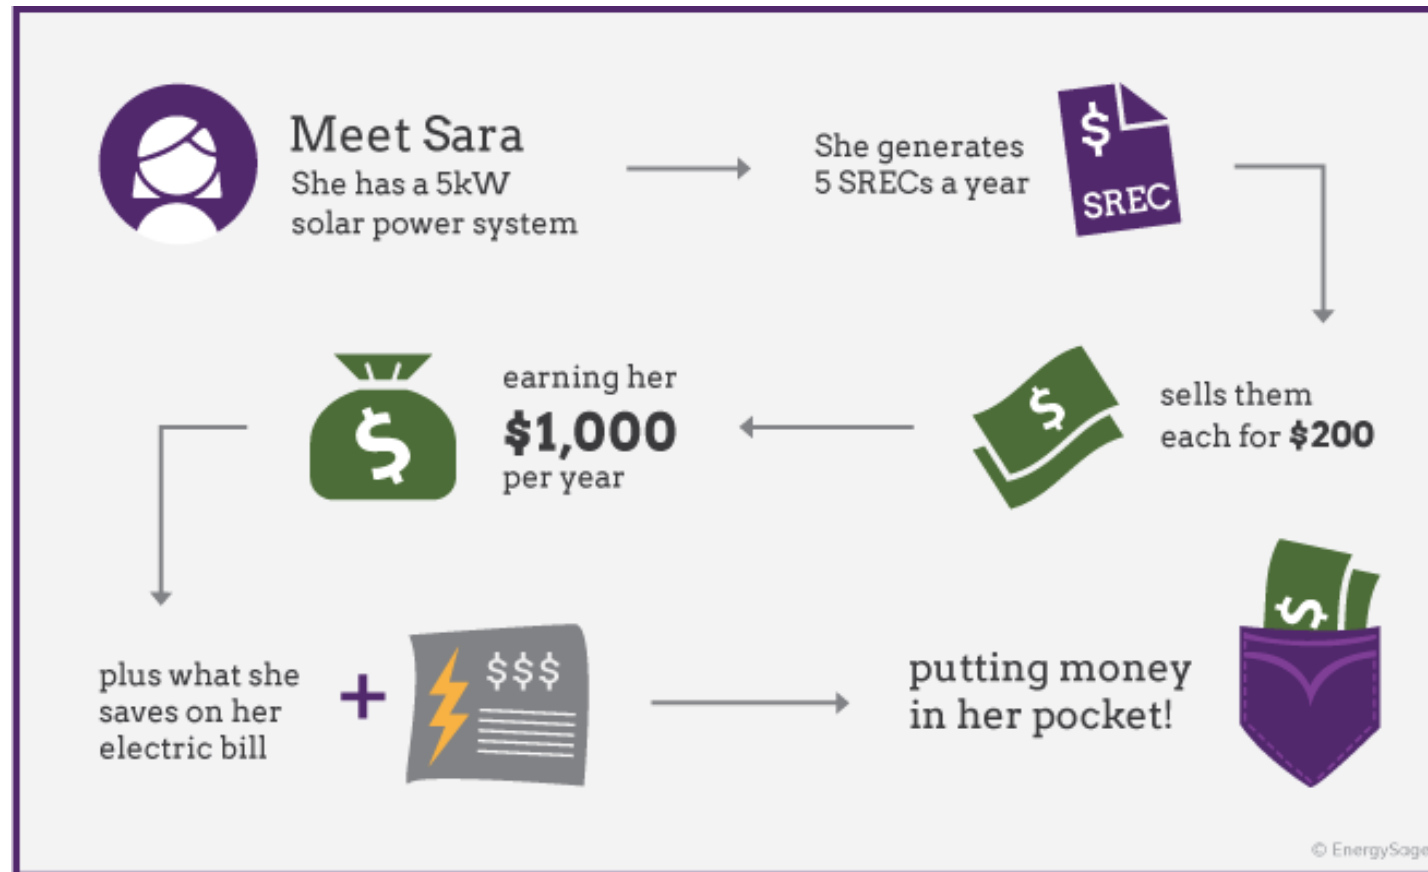 Meet Sara
She has a 5kW
solar power system
She generates
5 SRECs a year
$
SREC
sells them
each for $200
$
earning her
$1,000
per year
$
plus what she
saves on her
electric bill
+
$$$
putting money
in her pocket!
$
© EnergySage